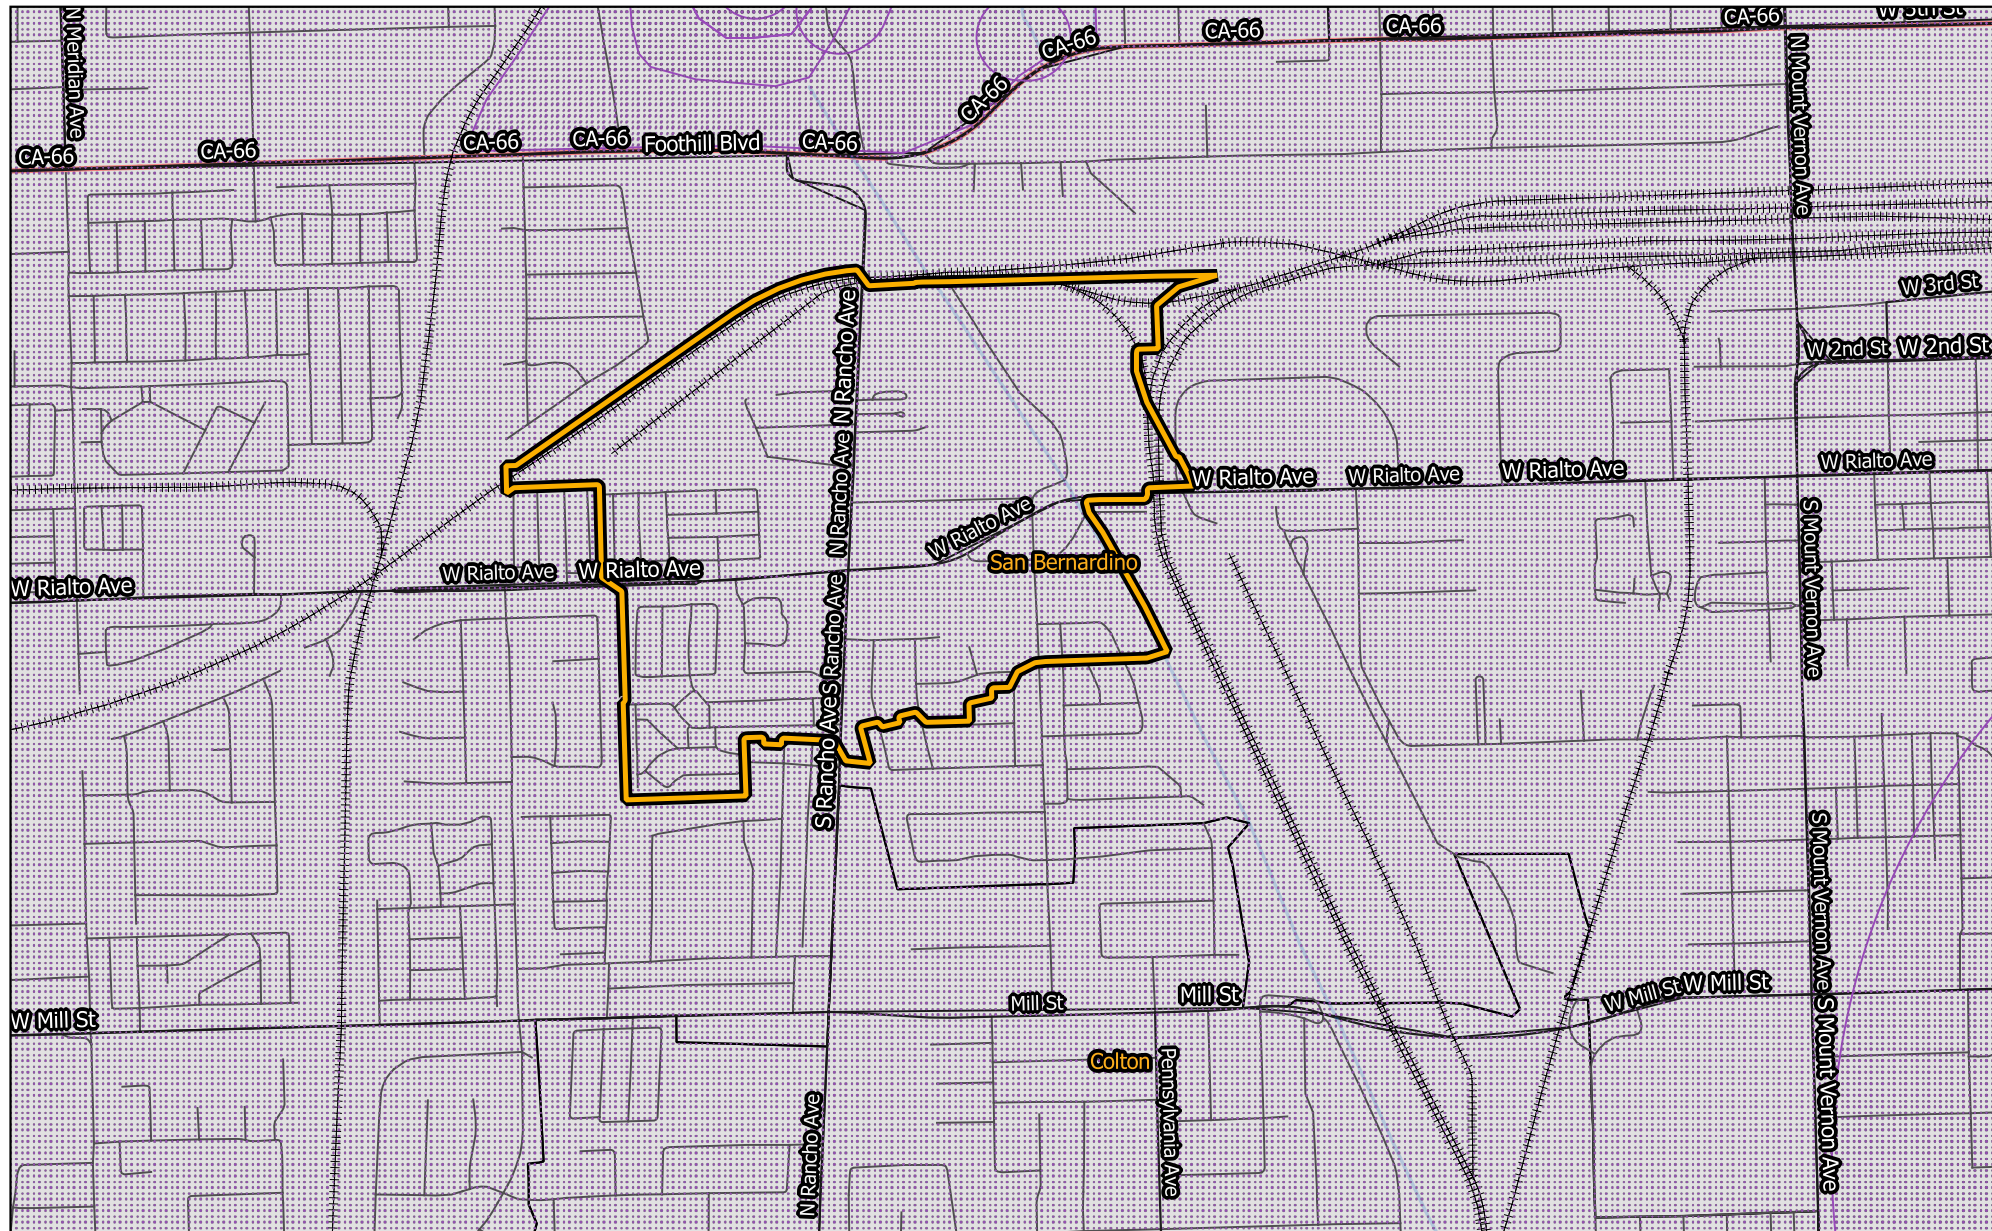 CA-66
W 5th St
CA-66
CA-66
CA-66
N Meridian Ave
N Mount Vernon Ave
CA-66
CA-66
CA-66
Foothill Blvd
CA-66
CA-66
CA-66
W 3rd St
N Rancho Ave
W 2nd St
W 2nd St
N Rancho Ave
W Rialto Ave
W Rialto Ave
W Rialto Ave
W Rialto Ave
N Rancho Ave
W Rialto Ave
S Mount Vernon Ave
San Bernardino
W Rialto Ave
W Rialto Ave
W Rialto Ave
S Rancho Ave
S Rancho Ave
S Mount Vernon Ave
W Mill St
W Mill St
Mill St
Mill St
W Mill St
S Mount Vernon Ave
Colton
Pennsylvania Ave
N Rancho Ave